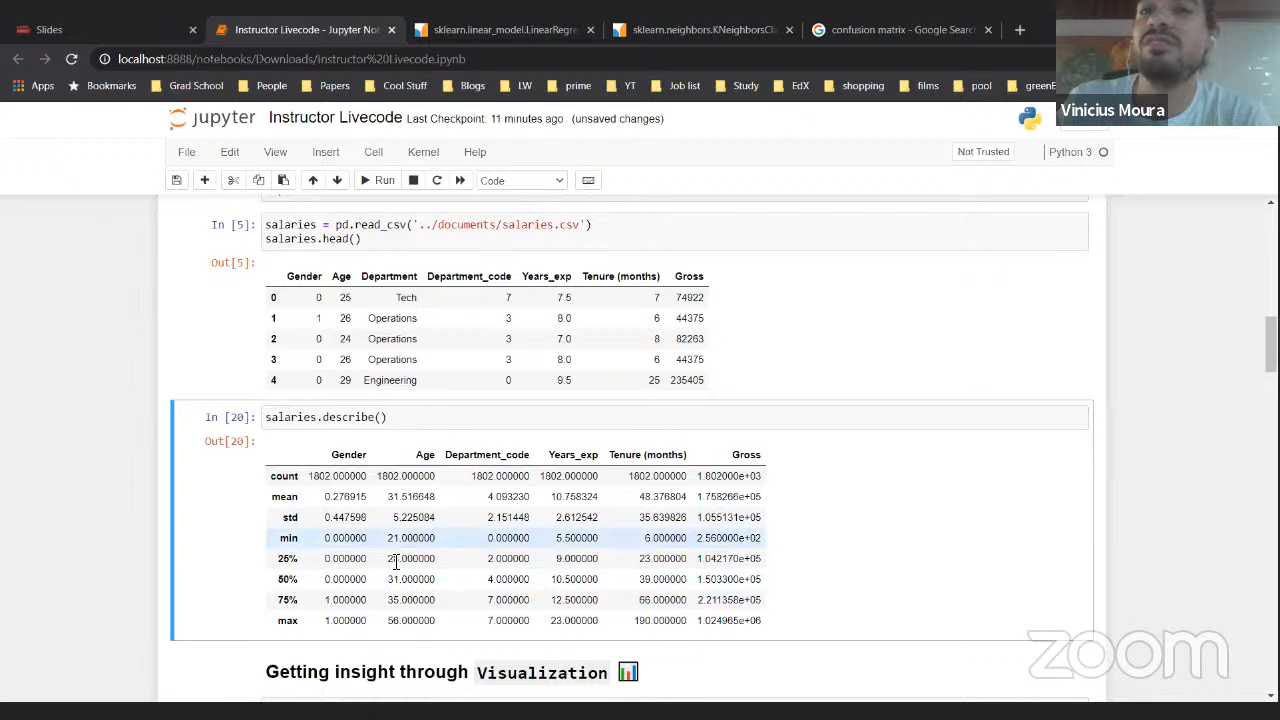 Slides
Instructor Livecode - Jupyter Not
sklearn.linear_model.LinearRegre
sklearn.neighbors.KNeighborsCla
confusion matrix - Google Search
localhost:8888/notebooks/Downloads/Instructor%20Livecode.ipynb
Apps Bookmarks Grad School People Papers Cool Stuff Blogs LW prime YT Job list Study EdX shopping films pool greenE
Vinicius Moura
jupyter Instructor Livecode Last Checkpoint: 11 minutes ago (unsaved changes)
File Edit View Insert Cell Kernel Help Not Trusted Python 3
Run Code
In [5]: salaries = pd.read_csv('../documents/salaries.csv')
salaries.head()
Out[5]:
Gender Age Department Department_code Years_exp Tenure (months) Gross
0 0 25 Tech 7 7.5 7 74922
1 1 26 Operations 3 8.0 6 44375
2 0 24 Operations 3 7.0 8 82263
3 0 26 Operations 3 8.0 6 44375
4 0 29 Engineering 0 9.5 25 235405
In [20]: salaries.describe()
Out[20]:
Gender Age Department_code Years_exp Tenure (months) Gross
count 1802.000000 1802.000000 1802.000000 1802.000000 1802.000000 1.802000e+03
mean 0.276915 31.516648 4.093230 10.758324 48.376804 1.758266e+05
std 0.447598 5.225084 2.151448 2.612542 35.639826 1.055131e+05
min 0.000000 21.000000 0.000000 5.500000 6.000000 2.560000e+02
25% 0.000000 2.000000 9.000000 23.000000 1.042170e+05
50% 0.000000 31.000000 4.000000 10.500000 39.000000 1.503300e+05
75% 1.000000 35.000000 7.000000 12.500000 66.000000 2.211358e+05
max 1.000000 56.000000 7.000000 23.000000 190.000000 1.024965e+06
Getting insight through Visualization
zoom